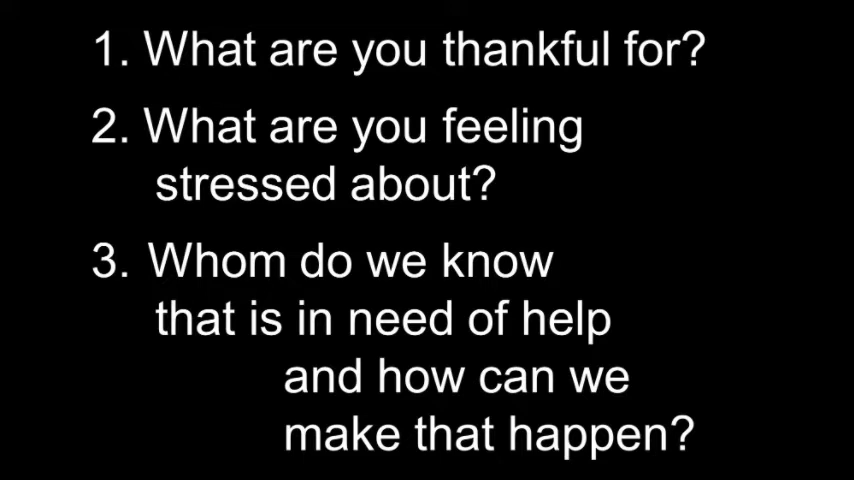 1. What are you thankful for?
2. What are you feeling
stressed about?
3. Whom do we know
that is in need of help
and how can we
make that happen?